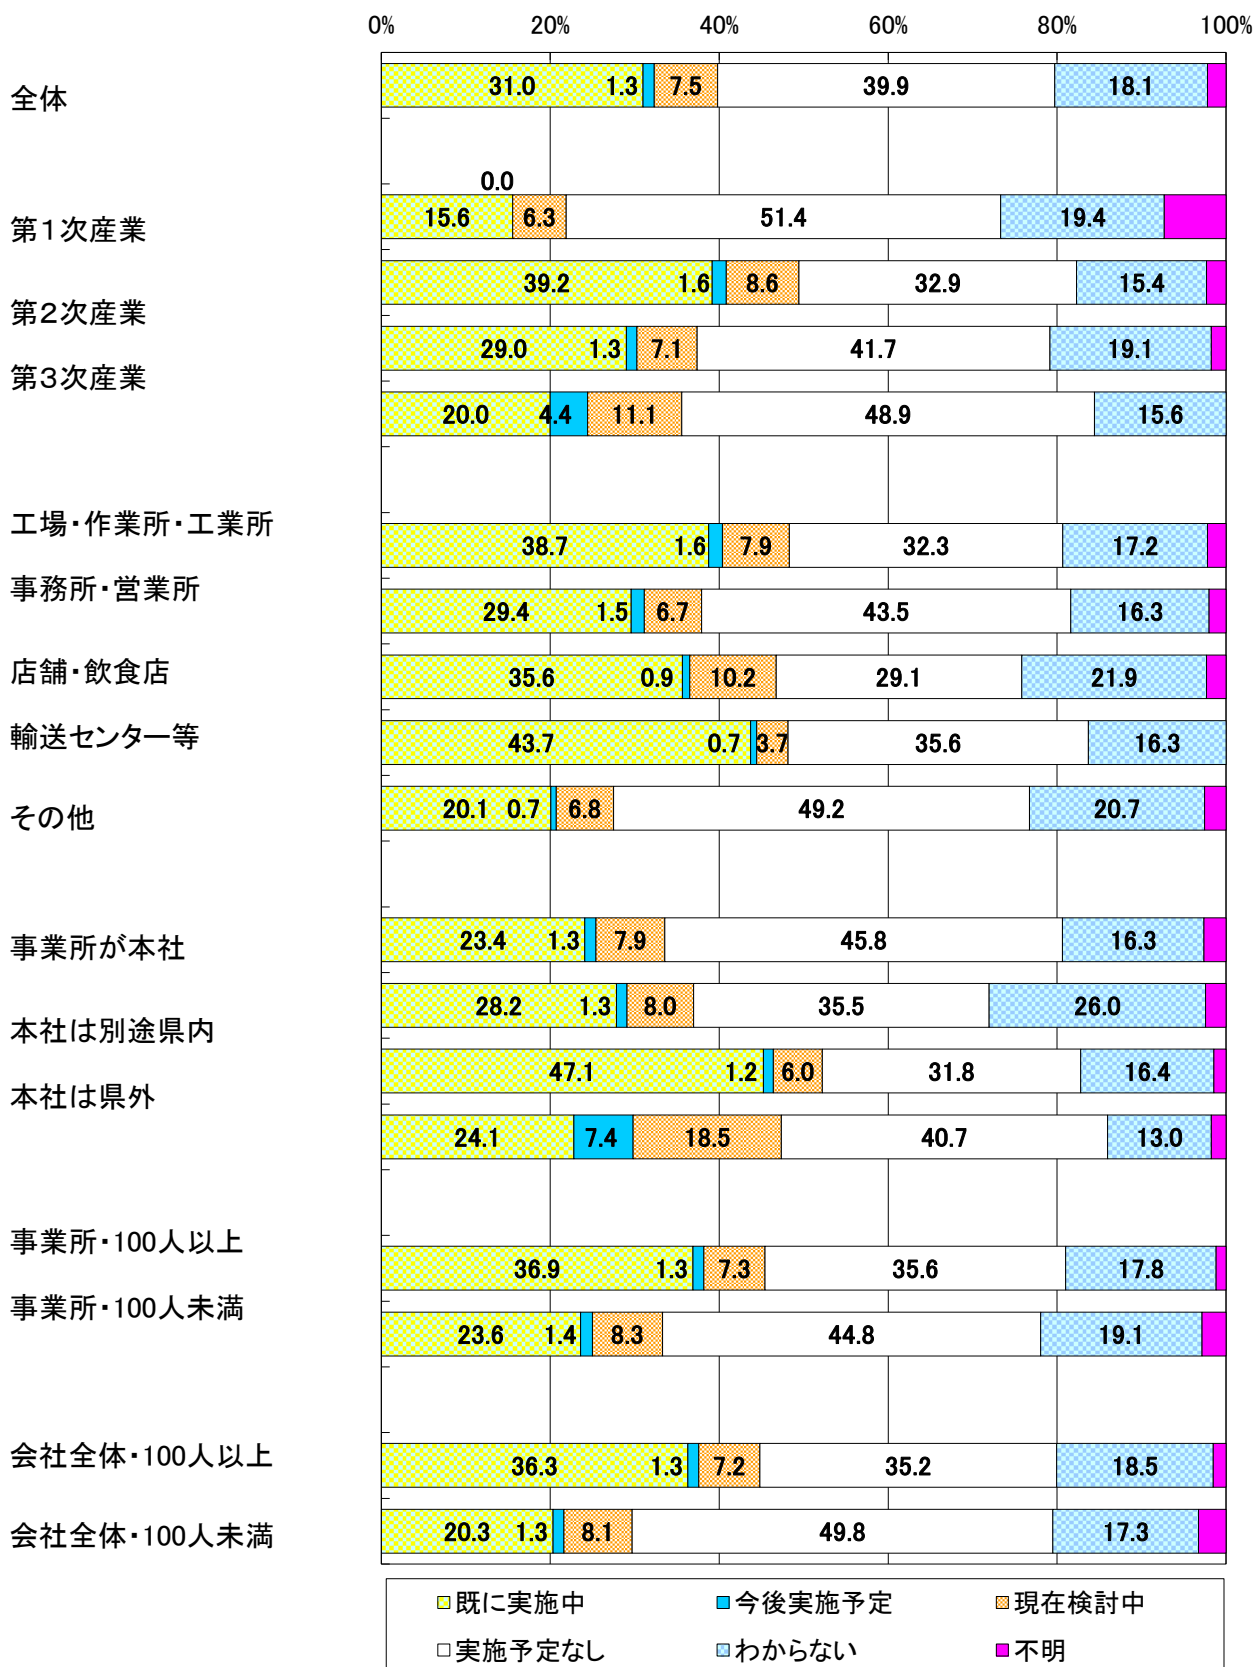 0% 20% 40% 60% 80% 100%
全体 31.0 1.3 7.5 39.9 18.1
0.0
第1次産業 15.6 6.3 51.4 19.4
39.2 1.6 8.6 32.9 15.4
第2次産業
29.0 1.3 7.1 41.7 19.1
第3次産業
20.0 4.4 11.1 48.9 15.6
工場・作業所・工業所 38.7 1.6 7.9 32.3 17.2
事務所・営業所 29.4 1.5 6.7 43.5 16.3
店舗・飲食店 35.6 0.9 10.2 29.1 21.9
輸送センター等 43.7 0.7 3.7 35.6 16.3
その他 20.1 0.7 6.8 49.2 20.7
事業所が本社 23.4 1.3 7.9 45.8 16.3
28.2 1.3 8.0 35.5 26.0
本社は別途県内
47.1 1.2 6.0 31.8 16.4
本社は県外
24.1 7.4 18.5 40.7 13.0
事業所・100人以上 36.9 1.3 7.3 35.6 17.8
事業所・100人未満 23.6 1.4 8.3 44.8 19.1
会社全体・100人以上 36.3 1.3 7.2 35.2 18.5
会社全体・100人未満 20.3 1.3 8.1 49.8 17.3
既に実施中 今後実施予定 現在検討中
実施予定なし わからない 不明